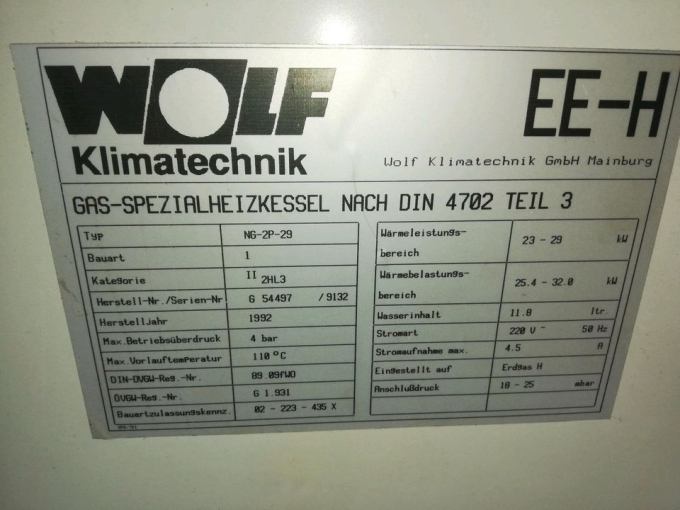 WOLF
EE-H
Klimatechnik
Wolf Klimatechnik GmbH Mainburg
GAS-SPEZIALHEIZKESSEL NACH DIN 4702 TEIL 3
Typ NG-2P-29
Bauart 1
Kategorie II 2HL3
Herstell-Nr./Serien-Nr G 54497 / 9132
Herstelljahr 1992
Max.Betriebsüberdruck 4 bar
Max.Vorlauftemperatur 110 °C
DIN-DVGW-Reg.-Nr. 89.09fWO
DVGW-Reg.-Nr. G 1.931
Bauartzulassungskennz. 02 - 223 - 435 X
Wärmeleistungs-
bereich 23 - 29 kW
Wärmebelastungs-
bereich 25.4 - 32.0 kW
Wasserinhalt 11.8 ltr.
Stromart 220 V ~ 50 Hz
Stromaufnahme max. 4.5 A
Eingestellt auf Erdgas H
Anschlußdruck 18 - 25 mbar